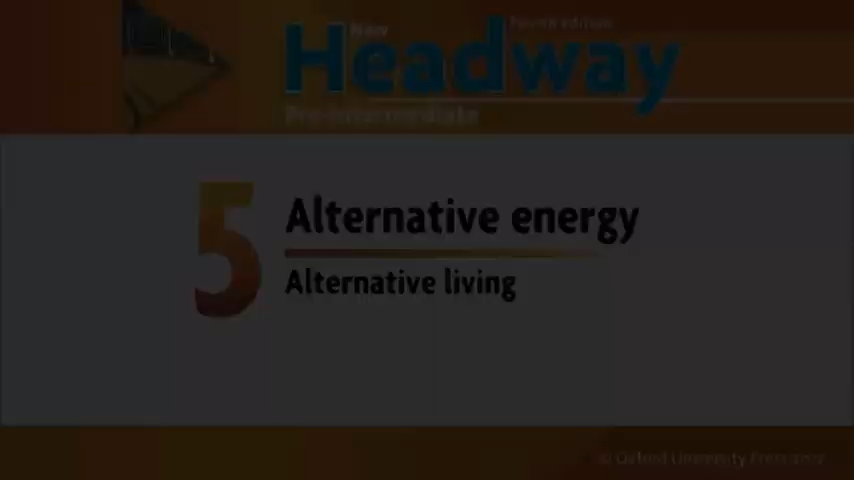 New
Fourth edition
Headway
Pre-Intermediate
5
Alternative energy
Alternative living
© Oxford University Press